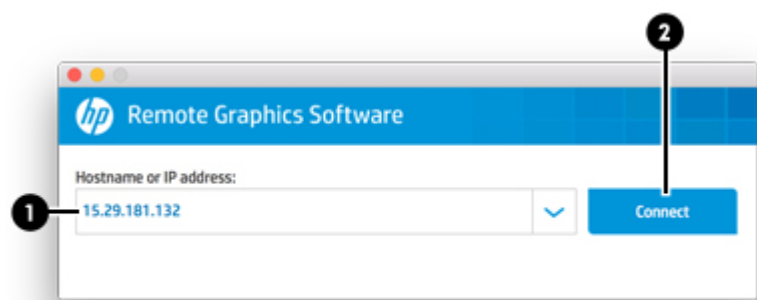 2
hp Remote Graphics Software
Hostname or IP address:
1 15.29.181.132 Connect